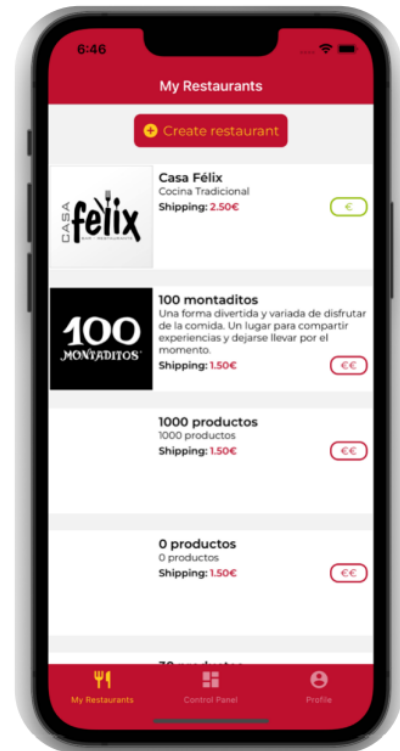 6:46
My Restaurants
Create restaurant
CASA
felix
BAR RESTAURANTE
Casa Félix
Cocina Tradicional
Shipping: 2.50€
€
100
MONTADITOS
100 montaditos
Una forma divertida y variada de disfrutar
de la comida. Un lugar para compartir
experiencias y dejarse llevar por el
momento.
Shipping: 1.50€
€€
1000 productos
1000 productos
Shipping: 1.50€
€€
0 productos
0 productos
Shipping: 1.50€
€€
My Restaurants
Control Panel
Profile